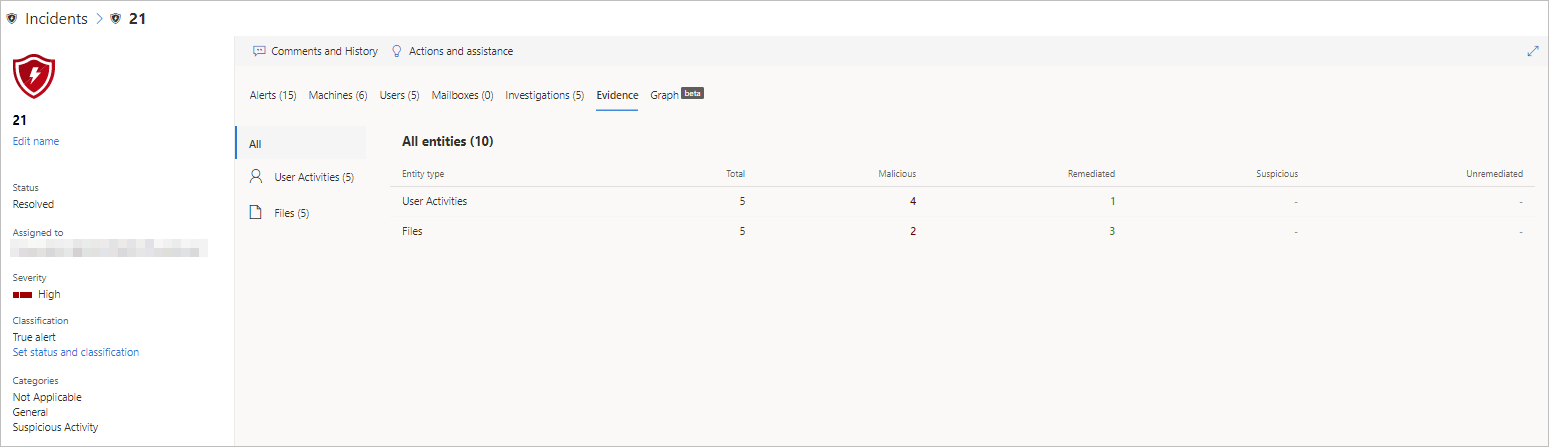 Incidents > 21
Comments and History Actions and assistance
Alerts (15) Machines (6) Users (5) Mailboxes (0) Investigations (5) Evidence Graph beta
21
Edit name
Status
Resolved
Assigned to
Severity
High
Classification
True alert
Set status and classification
Categories
Not Applicable
General
Suspicious Activity
All
User Activities (5)
Files (5)
All entities (10)
Entity type Total Malicious Remediated Suspicious Unremediated
User Activities 5 4 1 - -
Files 5 2 3 - -